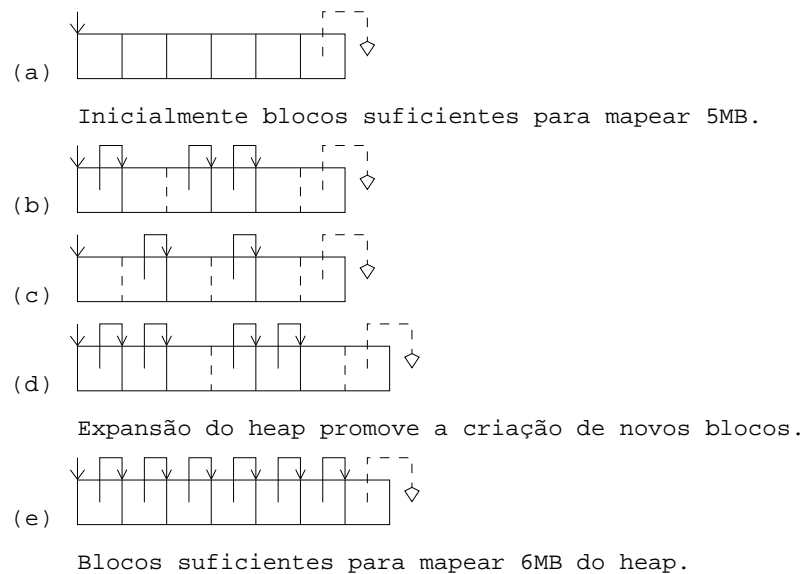 (a)
Inicialmente blocos suficientes para mapear 5MB.
(b)
(c)
(d)
Expansão do heap promove a criação de novos blocos.
(e)
Blocos suficientes para mapear 6MB do heap.